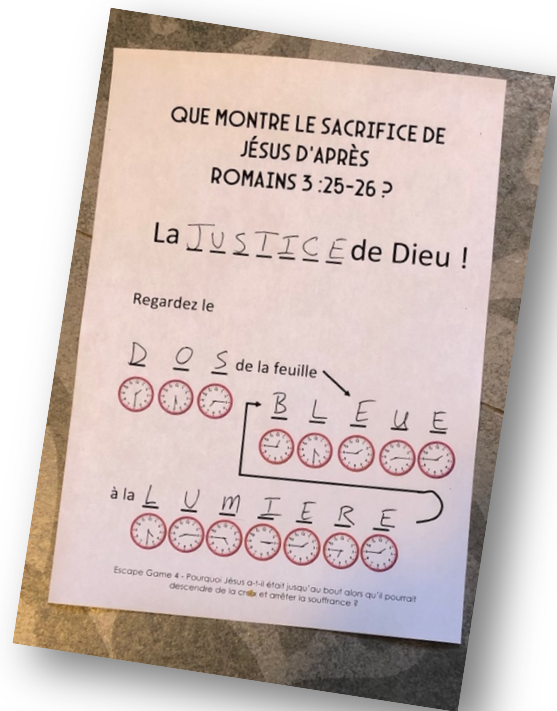 QUE MONTRE LE SACRIFICE DE
JÉSUS D'APRÈS
ROMAINS 3 :25-26 ?
La JUSTICE de Dieu !
Regardez le
DOS de la feuille
BLEUE
à la LUMIERE
Escape Game 4 - Pourquoi Jésus a-t-il était jusqu'au bout alors qu'il pourrait
descendre de la croix et arrêter la souffrance ?